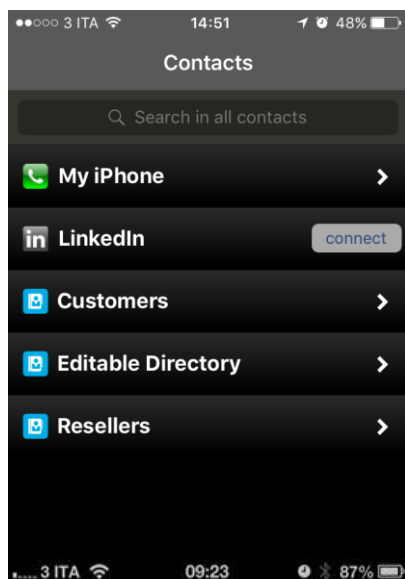 3 ITA 14:51 48%
Contacts
Search in all contacts
My iPhone
in LinkedIn connect
Customers
Editable Directory
Resellers
3 ITA 09:23 87%